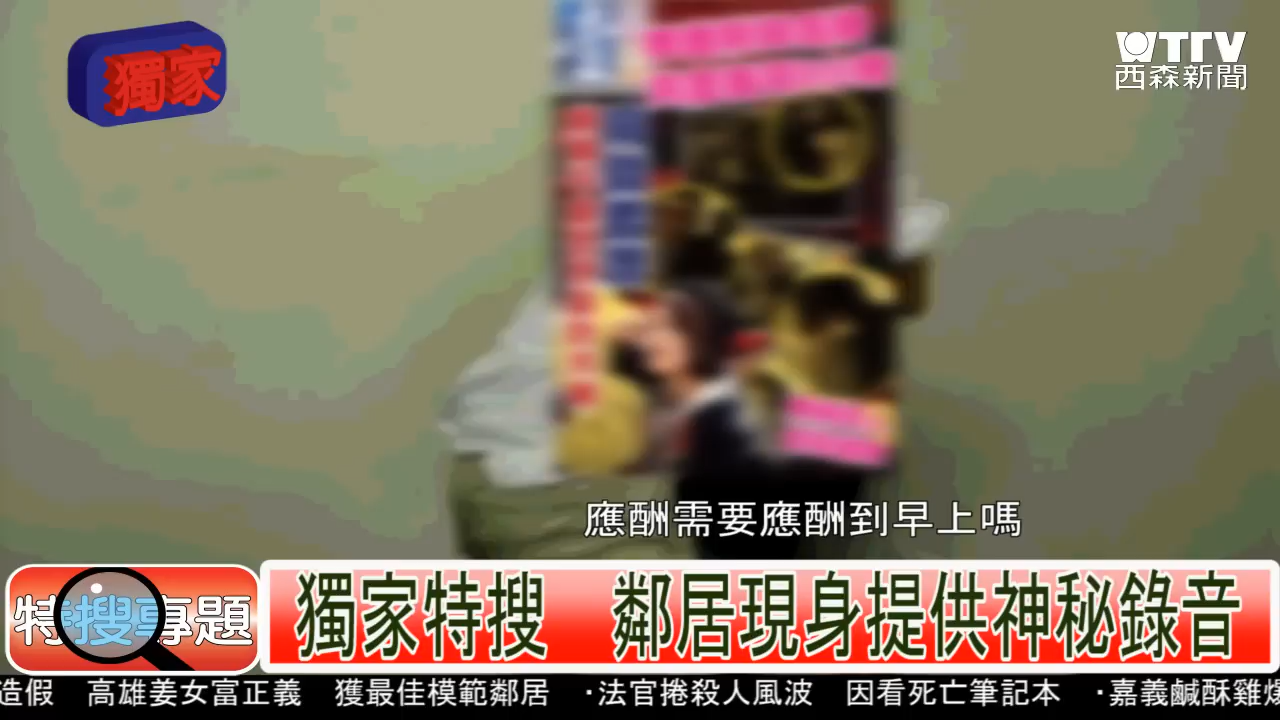 獨家
WTTV
西森新聞
應酬需要應酬到早上嗎
特搜專題
獨家特搜 鄰居現身提供神秘錄音
造假 高雄姜女富正義 獲最佳模範鄰居 ·法官捲殺人風波 因看死亡筆記本 ·嘉義鹹酥雞爆